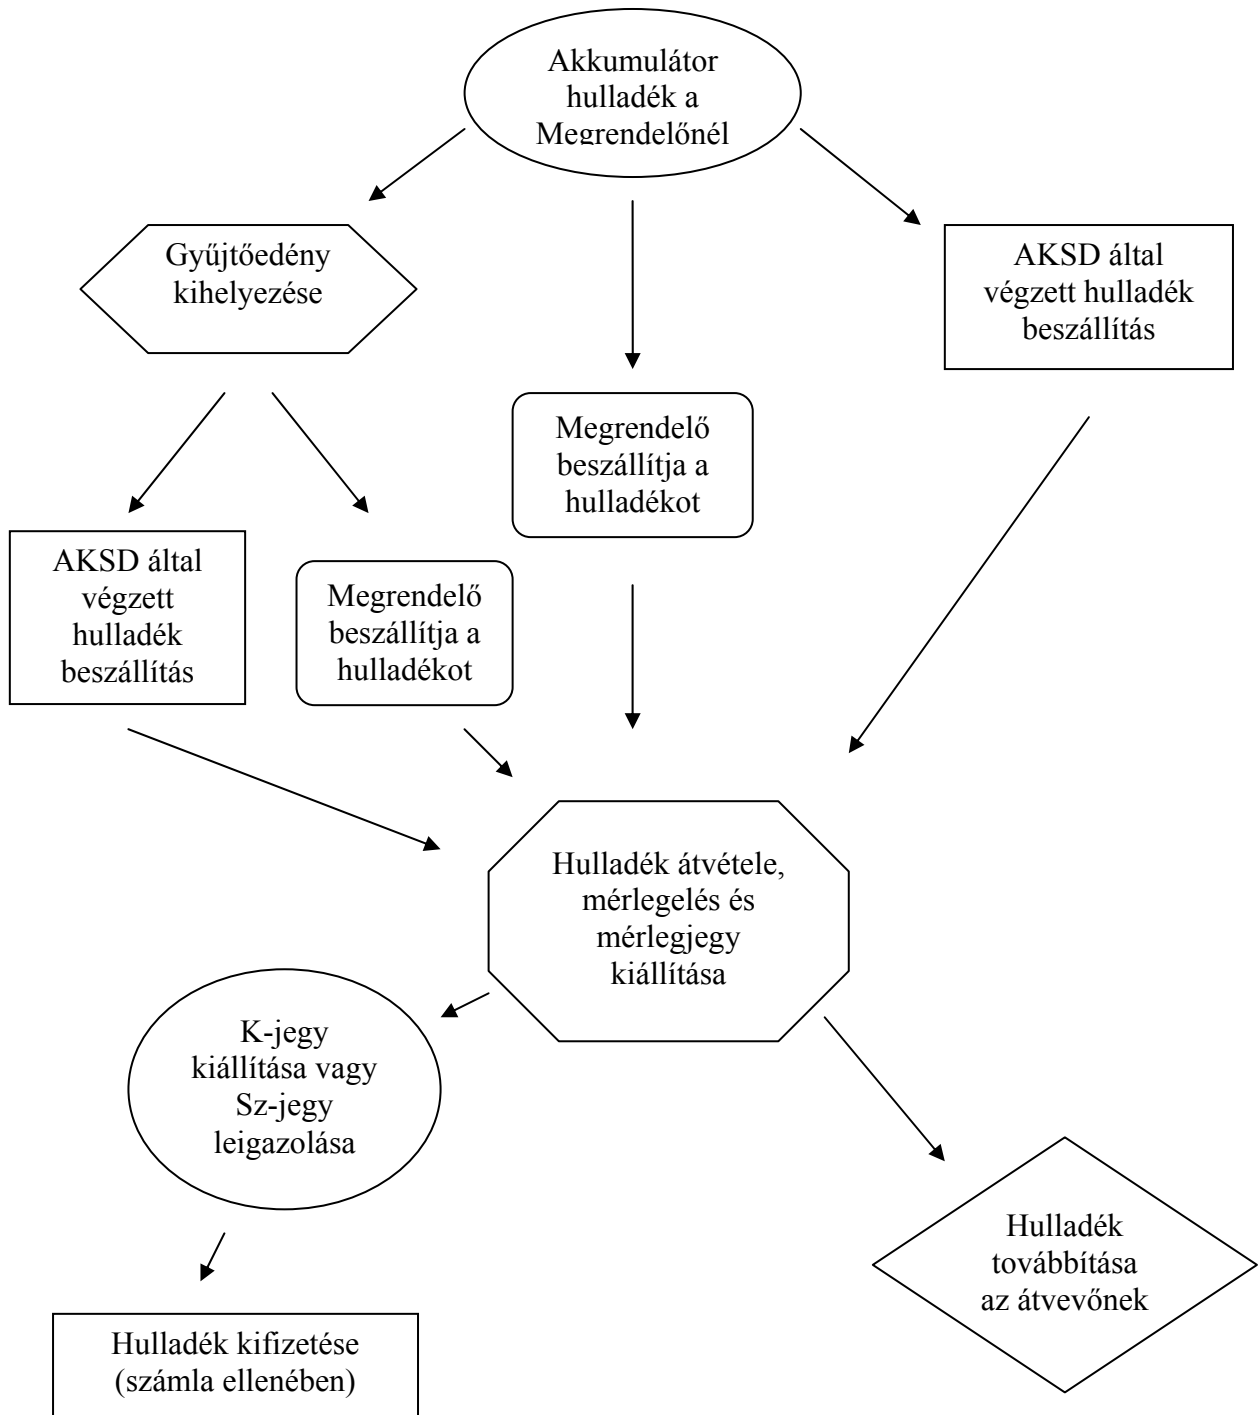 Akkumulátor
hulladék a
Megrendelőnél
Gyűjtőedény
kihelyezése
AKSD által
végzett hulladék
beszállítás
Megrendelő
beszállítja a
hulladékot
AKSD által
végzett
hulladék
beszállítás
Megrendelő
beszállítja a
hulladékot
Hulladék átvétele,
mérlegelés és
mérlegjegy
kiállítása
K-jegy
kiállítása vagy
Sz-jegy
leigazolása
Hulladék
továbbítása
az átvevőnek
Hulladék kifizetése
(számla ellenében)